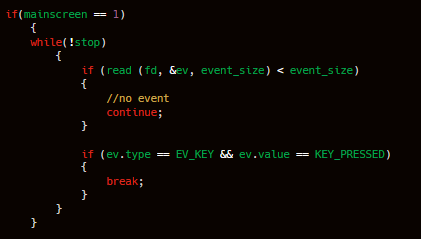 if(mainscreen == 1)
{
while(!stop)
{
if (read (fd, &ev, event_size) < event_size)
{
//no event
continue;
}
if (ev.type == EV_KEY && ev.value == KEY_PRESSED)
{
break;
}
}
}